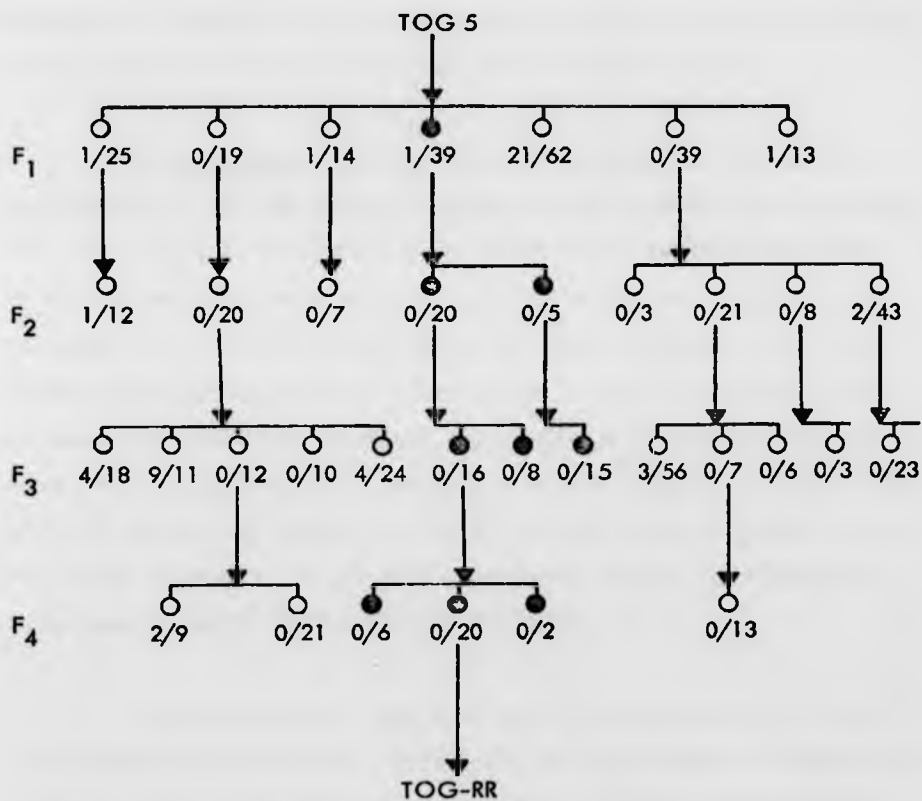 TOG 5
F1 1/25 0/19 1/14 1/39 21/62 0/39 1/13
F2 1/12 0/20 0/7 0/20 0/5 0/3 0/21 0/8 2/43
F3 4/18 9/11 0/12 0/10 4/24 0/16 0/8 0/15 3/56 0/7 0/6 0/3 0/23
F4 2/9 0/21 0/6 0/20 0/2 0/13
TOG-RR